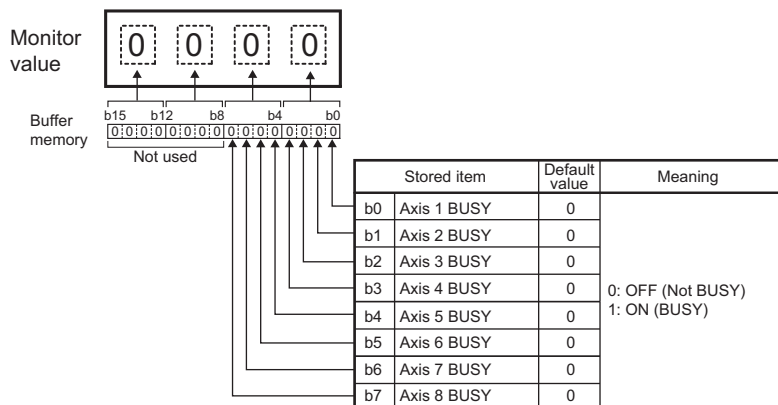 Monitor value
0 0 0 0
Buffer memory
b15 b12 b8 b4 b0
0 0 0 0 0 0 0 0 0 0 0 0 0 0 0 0
Not used
Stored item Default value Meaning
b0 Axis 1 BUSY 0
b1 Axis 2 BUSY 0
b2 Axis 3 BUSY 0
b3 Axis 4 BUSY 0
b4 Axis 5 BUSY 0
b5 Axis 6 BUSY 0
b6 Axis 7 BUSY 0
b7 Axis 8 BUSY 0
0: OFF (Not BUSY)
1: ON (BUSY)